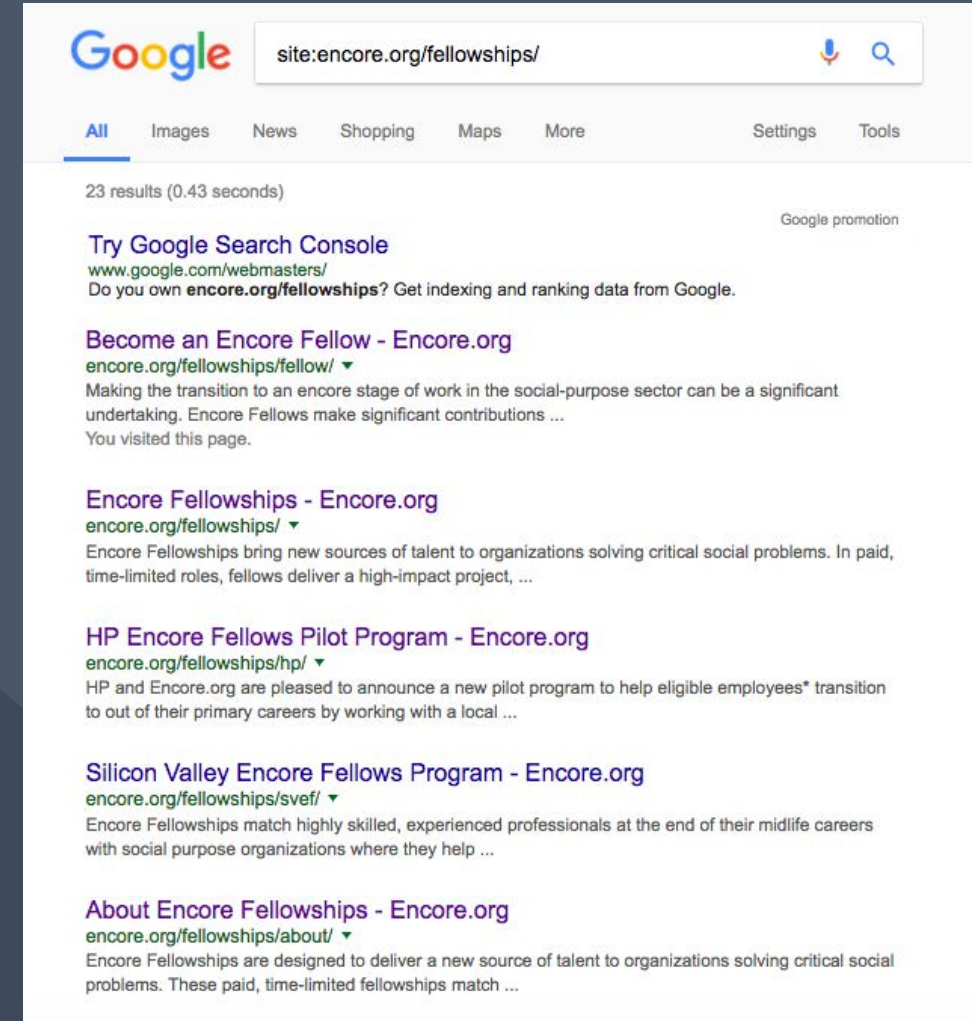 Google
site:encore.org/fellowships/
All Images News Shopping Maps More Settings Tools
23 results (0.43 seconds)
Google promotion
Try Google Search Console
www.google.com/webmasters/
Do you own encore.org/fellowships? Get indexing and ranking data from Google.
Become an Encore Fellow - Encore.org
encore.org/fellowships/fellow/
Making the transition to an encore stage of work in the social-purpose sector can be a significant
undertaking. Encore Fellows make significant contributions ...
You visited this page.
Encore Fellowships - Encore.org
encore.org/fellowships/
Encore Fellowships bring new sources of talent to organizations solving critical social problems. In paid,
time-limited roles, fellows deliver a high-impact project, ...
HP Encore Fellows Pilot Program - Encore.org
encore.org/fellowships/hp/
HP and Encore.org are pleased to announce a new pilot program to help eligible employees* transition
to out of their primary careers by working with a local ...
Silicon Valley Encore Fellows Program - Encore.org
encore.org/fellowships/svef/
Encore Fellowships match highly skilled, experienced professionals at the end of their midlife careers
with social purpose organizations where they help ...
About Encore Fellowships - Encore.org
encore.org/fellowships/about/
Encore Fellowships are designed to deliver a new source of talent to organizations solving critical social
problems. These paid, time-limited fellowships match ...